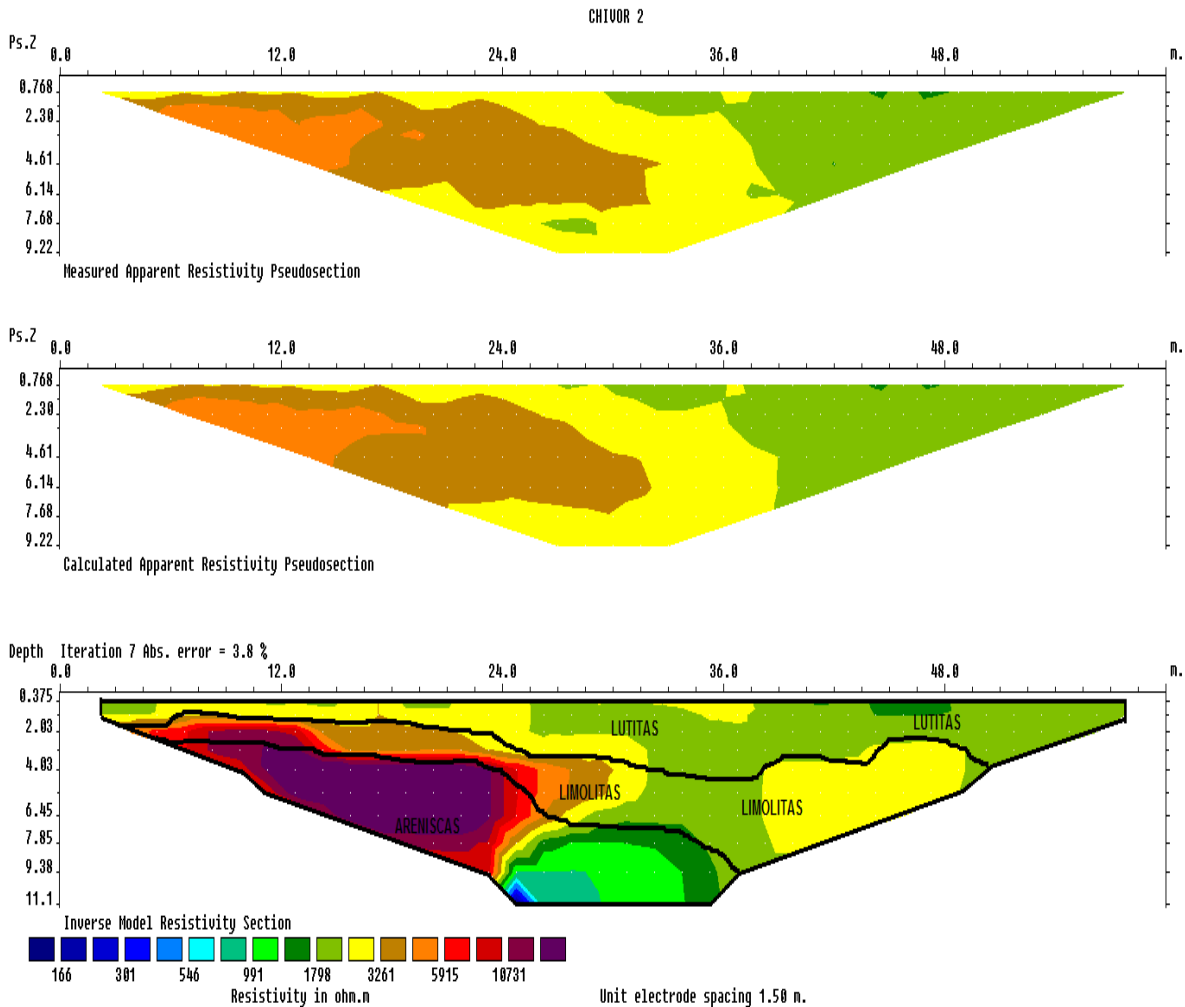 CHIVOR 2
Ps.Z 0.0 12.0 24.0 36.0 48.0 m.
0.768
2.30
4.61
6.14
7.68
9.22
Measured Apparent Resistivity Pseudosection
Ps.Z 0.0 12.0 24.0 36.0 48.0 m.
0.768
2.30
4.61
6.14
7.68
9.22
Calculated Apparent Resistivity Pseudosection
Depth Iteration 7 Abs. error = 3.8 %
0.0 12.0 24.0 36.0 48.0 m.
0.375
2.03
4.03
6.45
7.85
9.38
11.1
LUTITAS
LUTITAS
LIMOLITAS
LIMOLITAS
ARENISCAS
Inverse Model Resistivity Section
166 301 546 991 1798 3261 5915 10731
Resistivity in ohm.m
Unit electrode spacing 1.50 m.